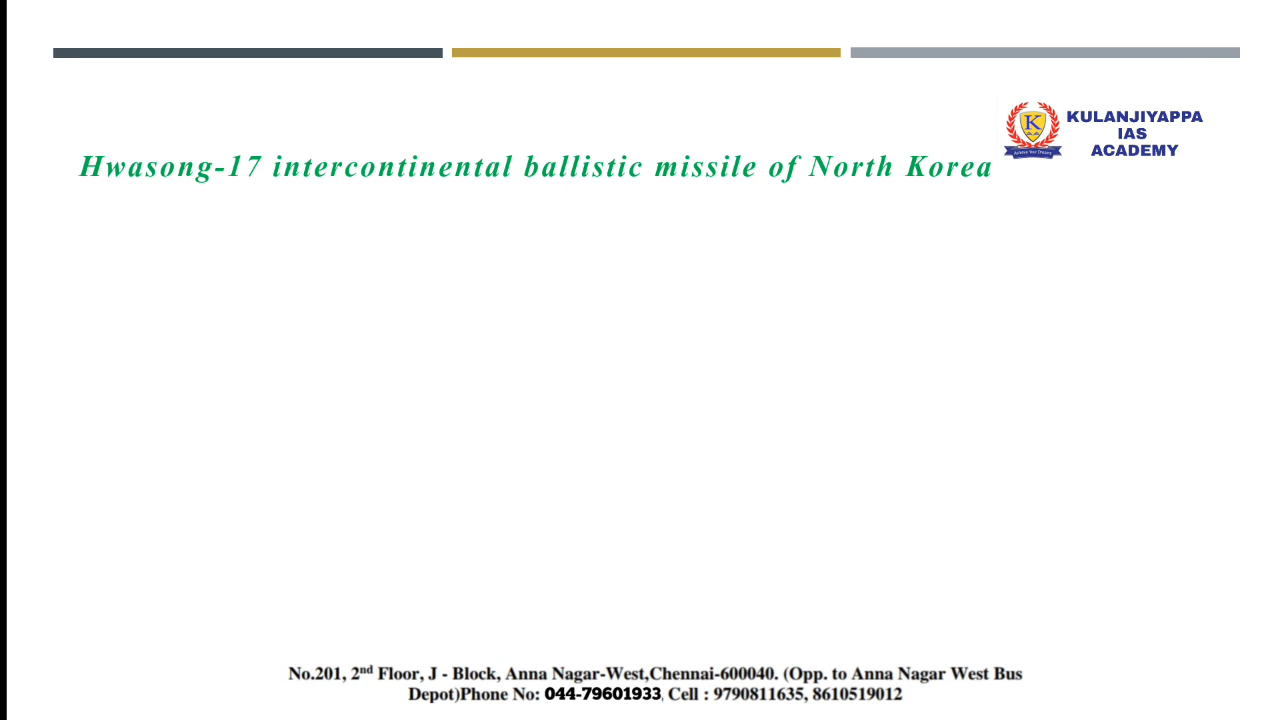 KULANJIYAPPA
IAS
ACADEMY
K
Hwasong-17 intercontinental ballistic missile of North Korea
No.201, 2nd Floor, J - Block, Anna Nagar-West,Chennai-600040. (Opp. to Anna Nagar West Bus
Depot)Phone No: 044-79601933, Cell : 9790811635, 8610519012